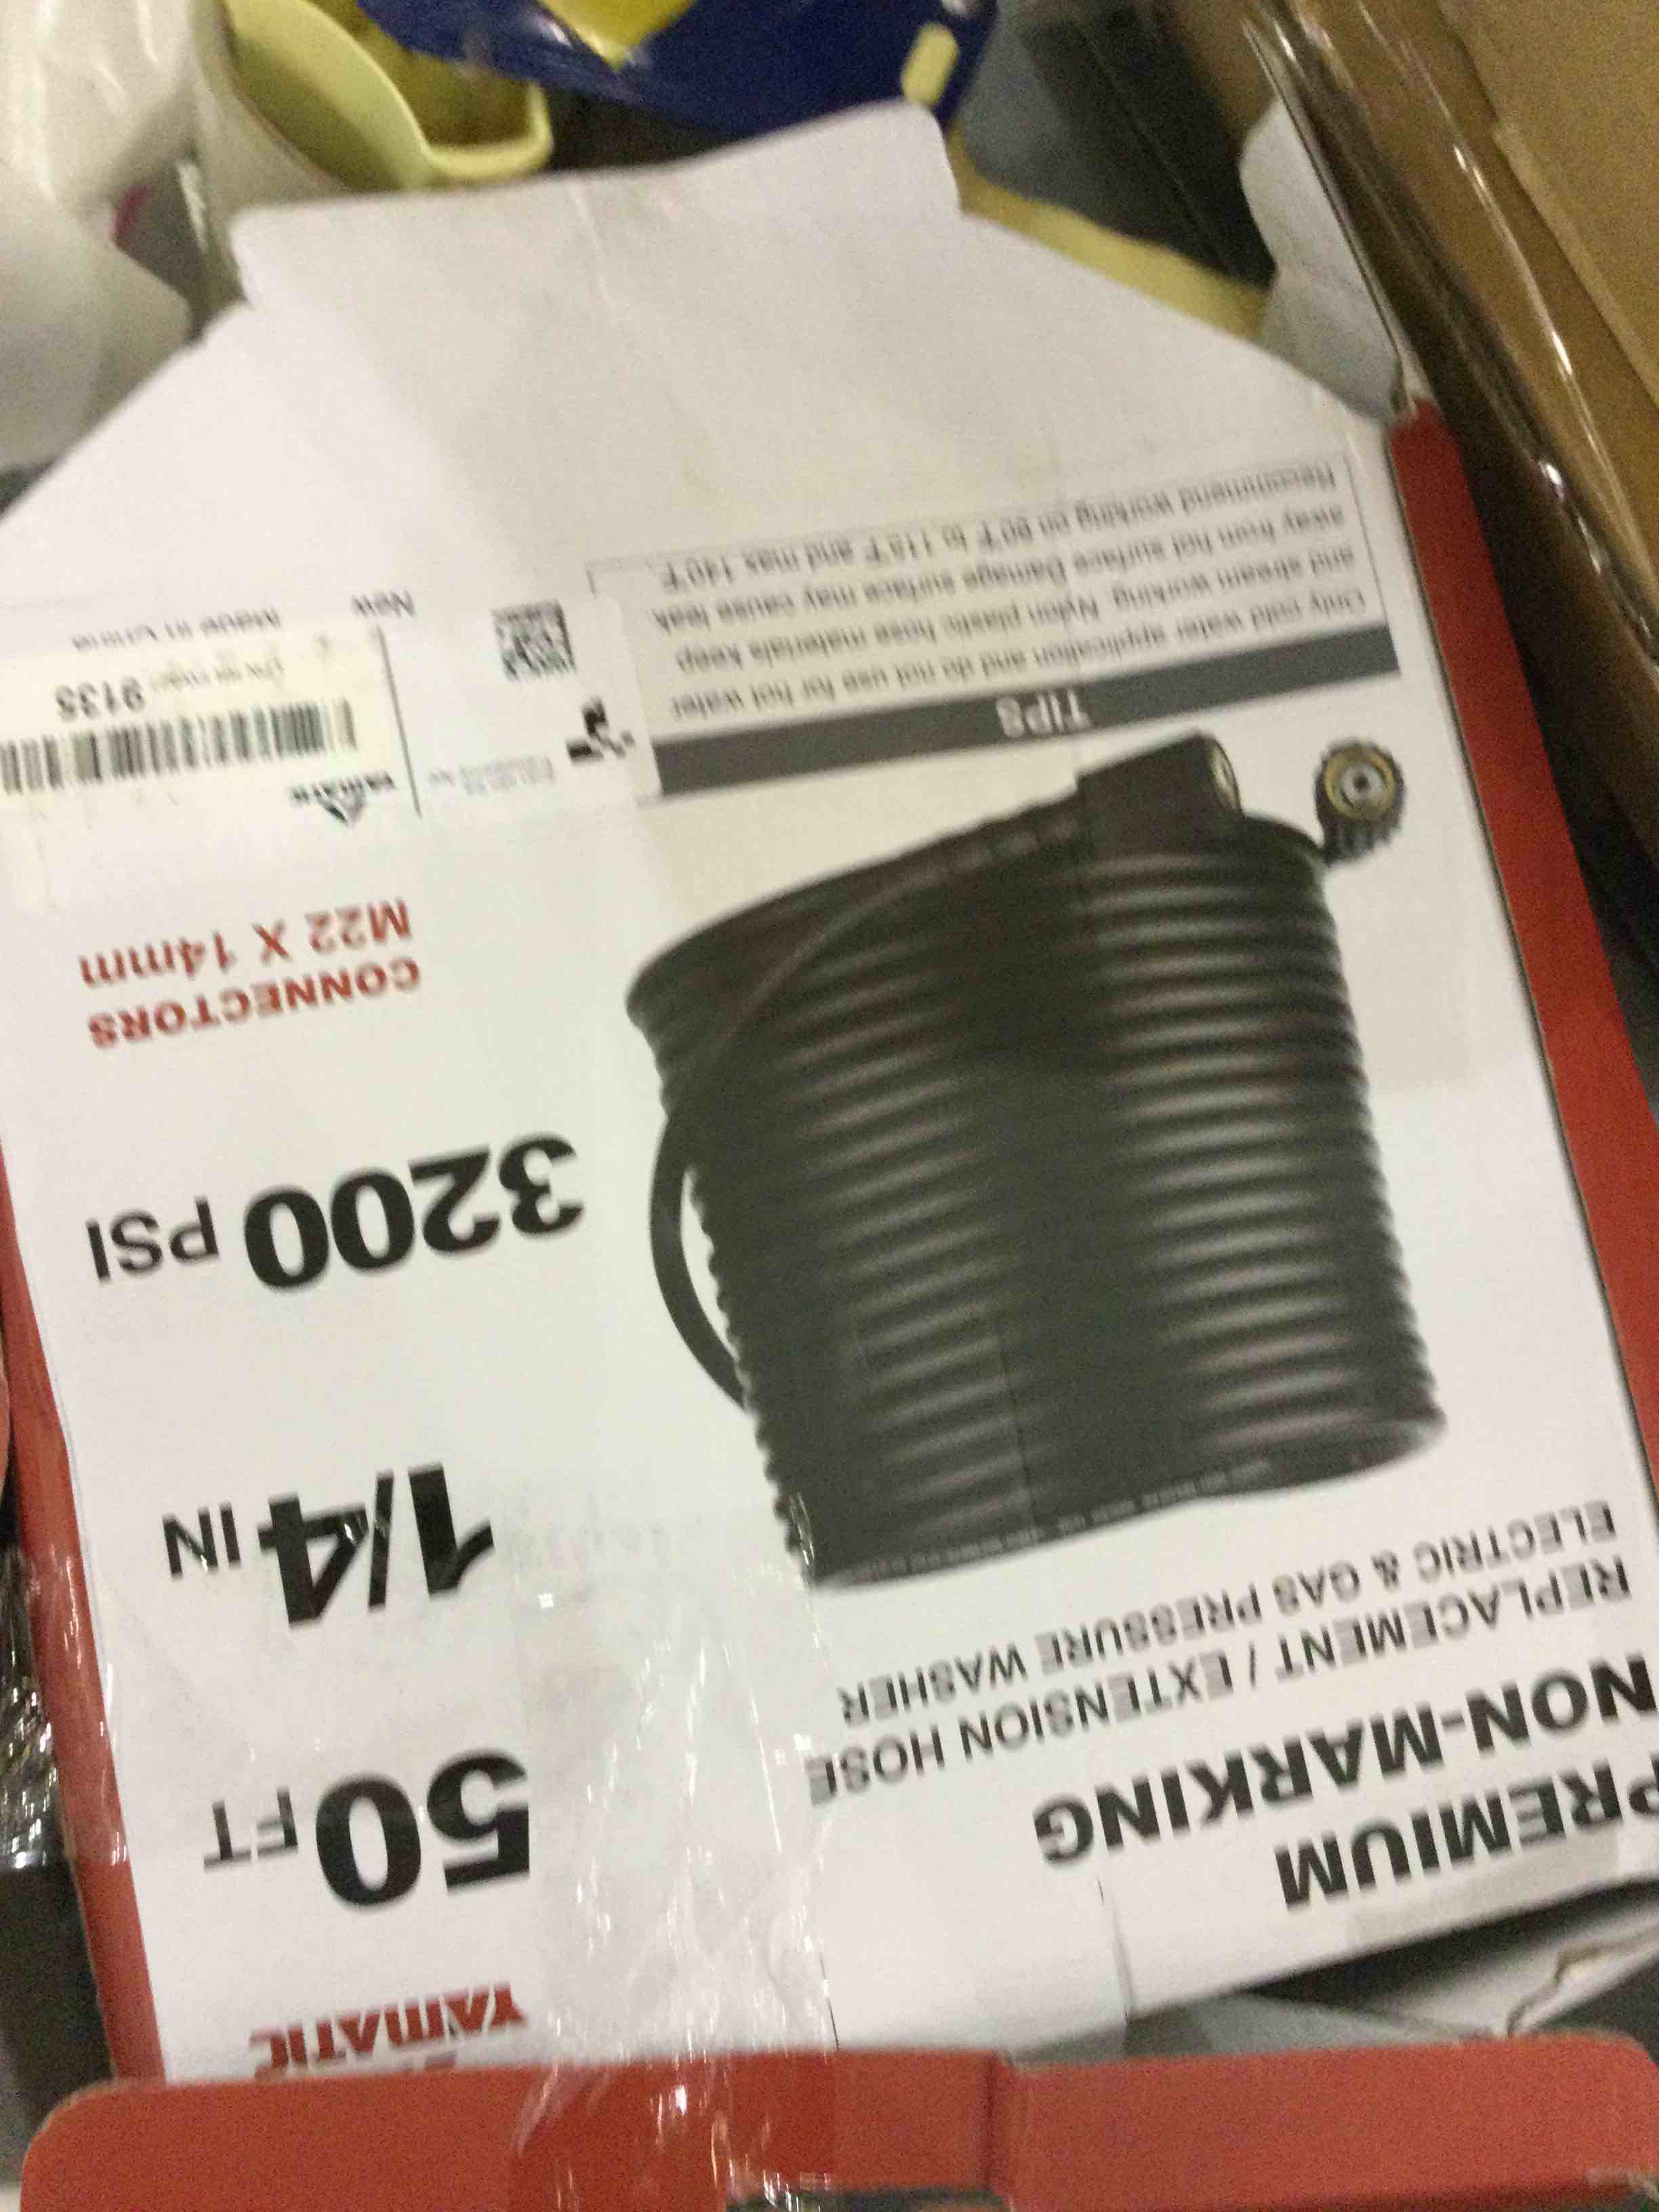 YAMATIC
PREMIUM
NON-MARKING
REPLACEMENT / EXTENSION HOSE
ELECTRIC & GAS PRESSURE WASHER
50 FT
1/4 IN
3200 PSI
CONNECTORS
M22 X 14mm
TIPS
Only cold water application and do not use for hot water
and stream working. Nylon plastic hose materials keep
away from hot surface Damage surface may cause leak
Recommend working on 80°F to 115°F and max 140°F
YAMATIC
9135
New
Made in China